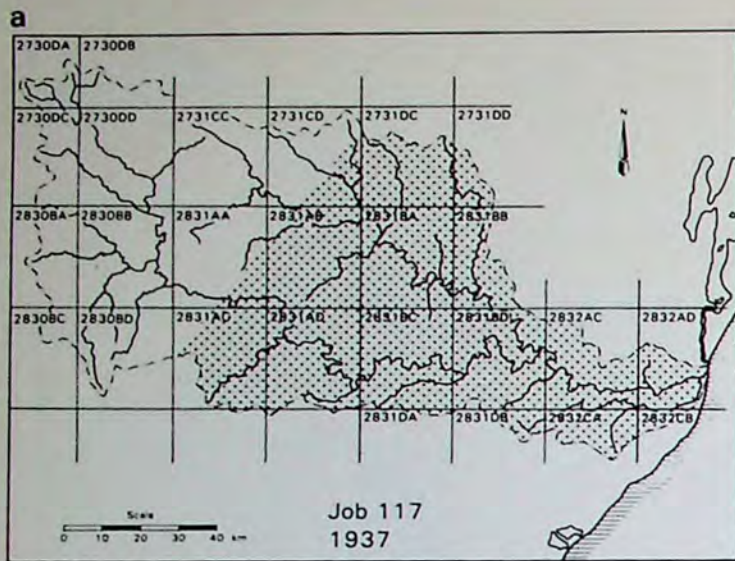 a
2730DA 2730DB
2730DC 2730DD 2731CC 2731CD 2731DC 2731DD
N
2830BA 2830BB 2831AA 2831AB 2831BA 2831BB
2830BC 2830BD 2831AC 2831AD 2831BC 2831BD 2832AC 2832AD
2831DA 2831DB 2832CA 2832CB
Scale
0 10 20 30 40 km
Job 117
1937